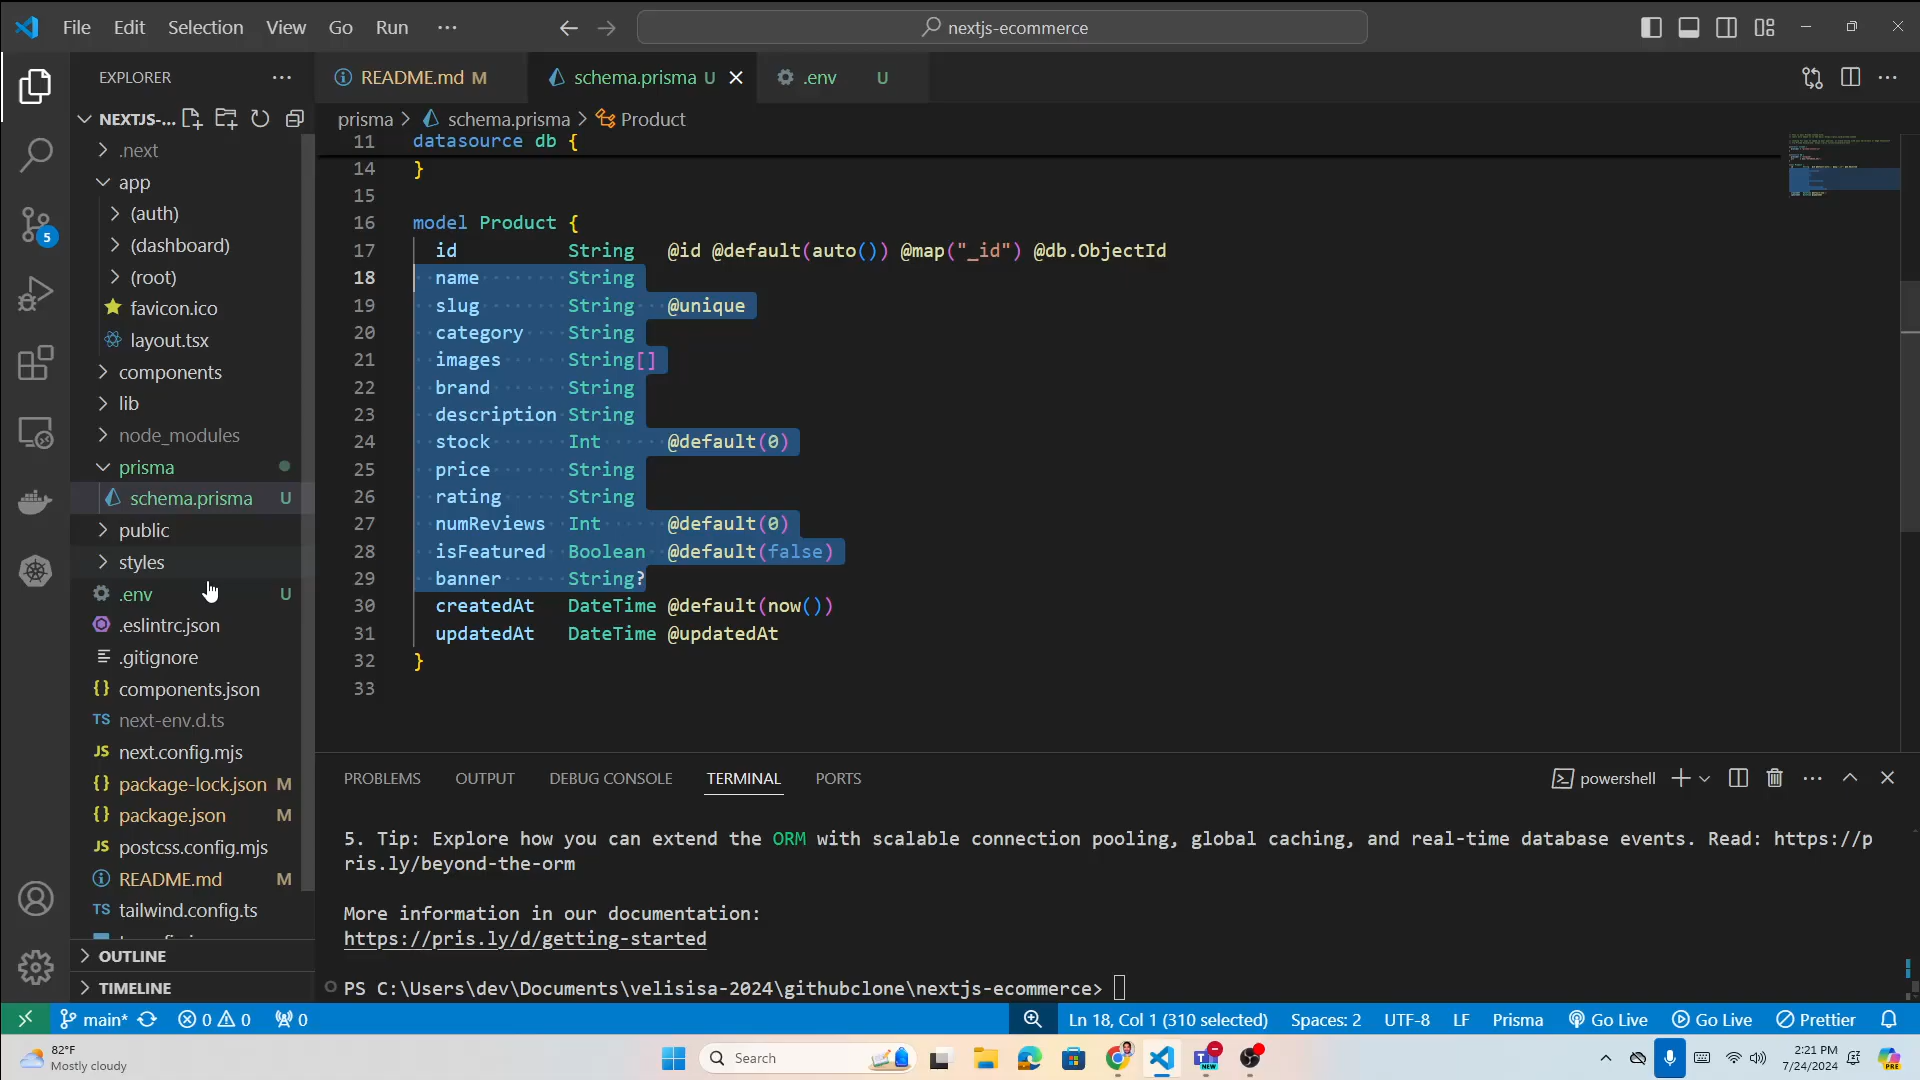 File Edit Selection View Go Run ···
nextjs-ecommerce
EXPLORER
README.md M
schema.prisma U
.env U
NEXTJS-...
prisma > schema.prisma > Product
.next
app
(auth)
(dashboard)
(root)
favicon.ico
layout.tsx
components
lib
node_modules
prisma
schema.prisma U
public
styles
.env U
.eslintrc.json
.gitignore
components.json
TS next-env.d.ts
JS next.config.mjs
package-lock.json M
package.json M
JS postcss.config.mjs
README.md M
TS tailwind.config.ts
OUTLINE
TIMELINE
11 datasource db {
14 }
15
16 model Product {
17 id String @id @default(auto()) @map("_id") @db.ObjectId
18 name String
19 slug String @unique
20 category String
21 images String[]
22 brand String
23 description String
24 stock Int @default(0)
25 price String
26 rating String
27 numReviews Int @default(0)
28 isFeatured Boolean @default(false)
29 banner String?
30 createdAt DateTime @default(now())
31 updatedAt DateTime @updatedAt
32 }
33
PROBLEMS OUTPUT DEBUG CONSOLE TERMINAL PORTS
powershell
5. Tip: Explore how you can extend the ORM with scalable connection pooling, global caching, and real-time database events. Read: https://p
ris.ly/beyond-the-orm
More information in our documentation:
https://pris.ly/d/getting-started
PS C:\Users\dev\Documents\velisisa-2024\githubclone\nextjs-ecommerce>
5
main* 0 0 0
Ln 18, Col 1 (310 selected) Spaces: 2 UTF-8 LF Prisma Go Live Go Live Prettier
82°F
Mostly cloudy
Search
NEW
2:21 PM
7/24/2024
PRE